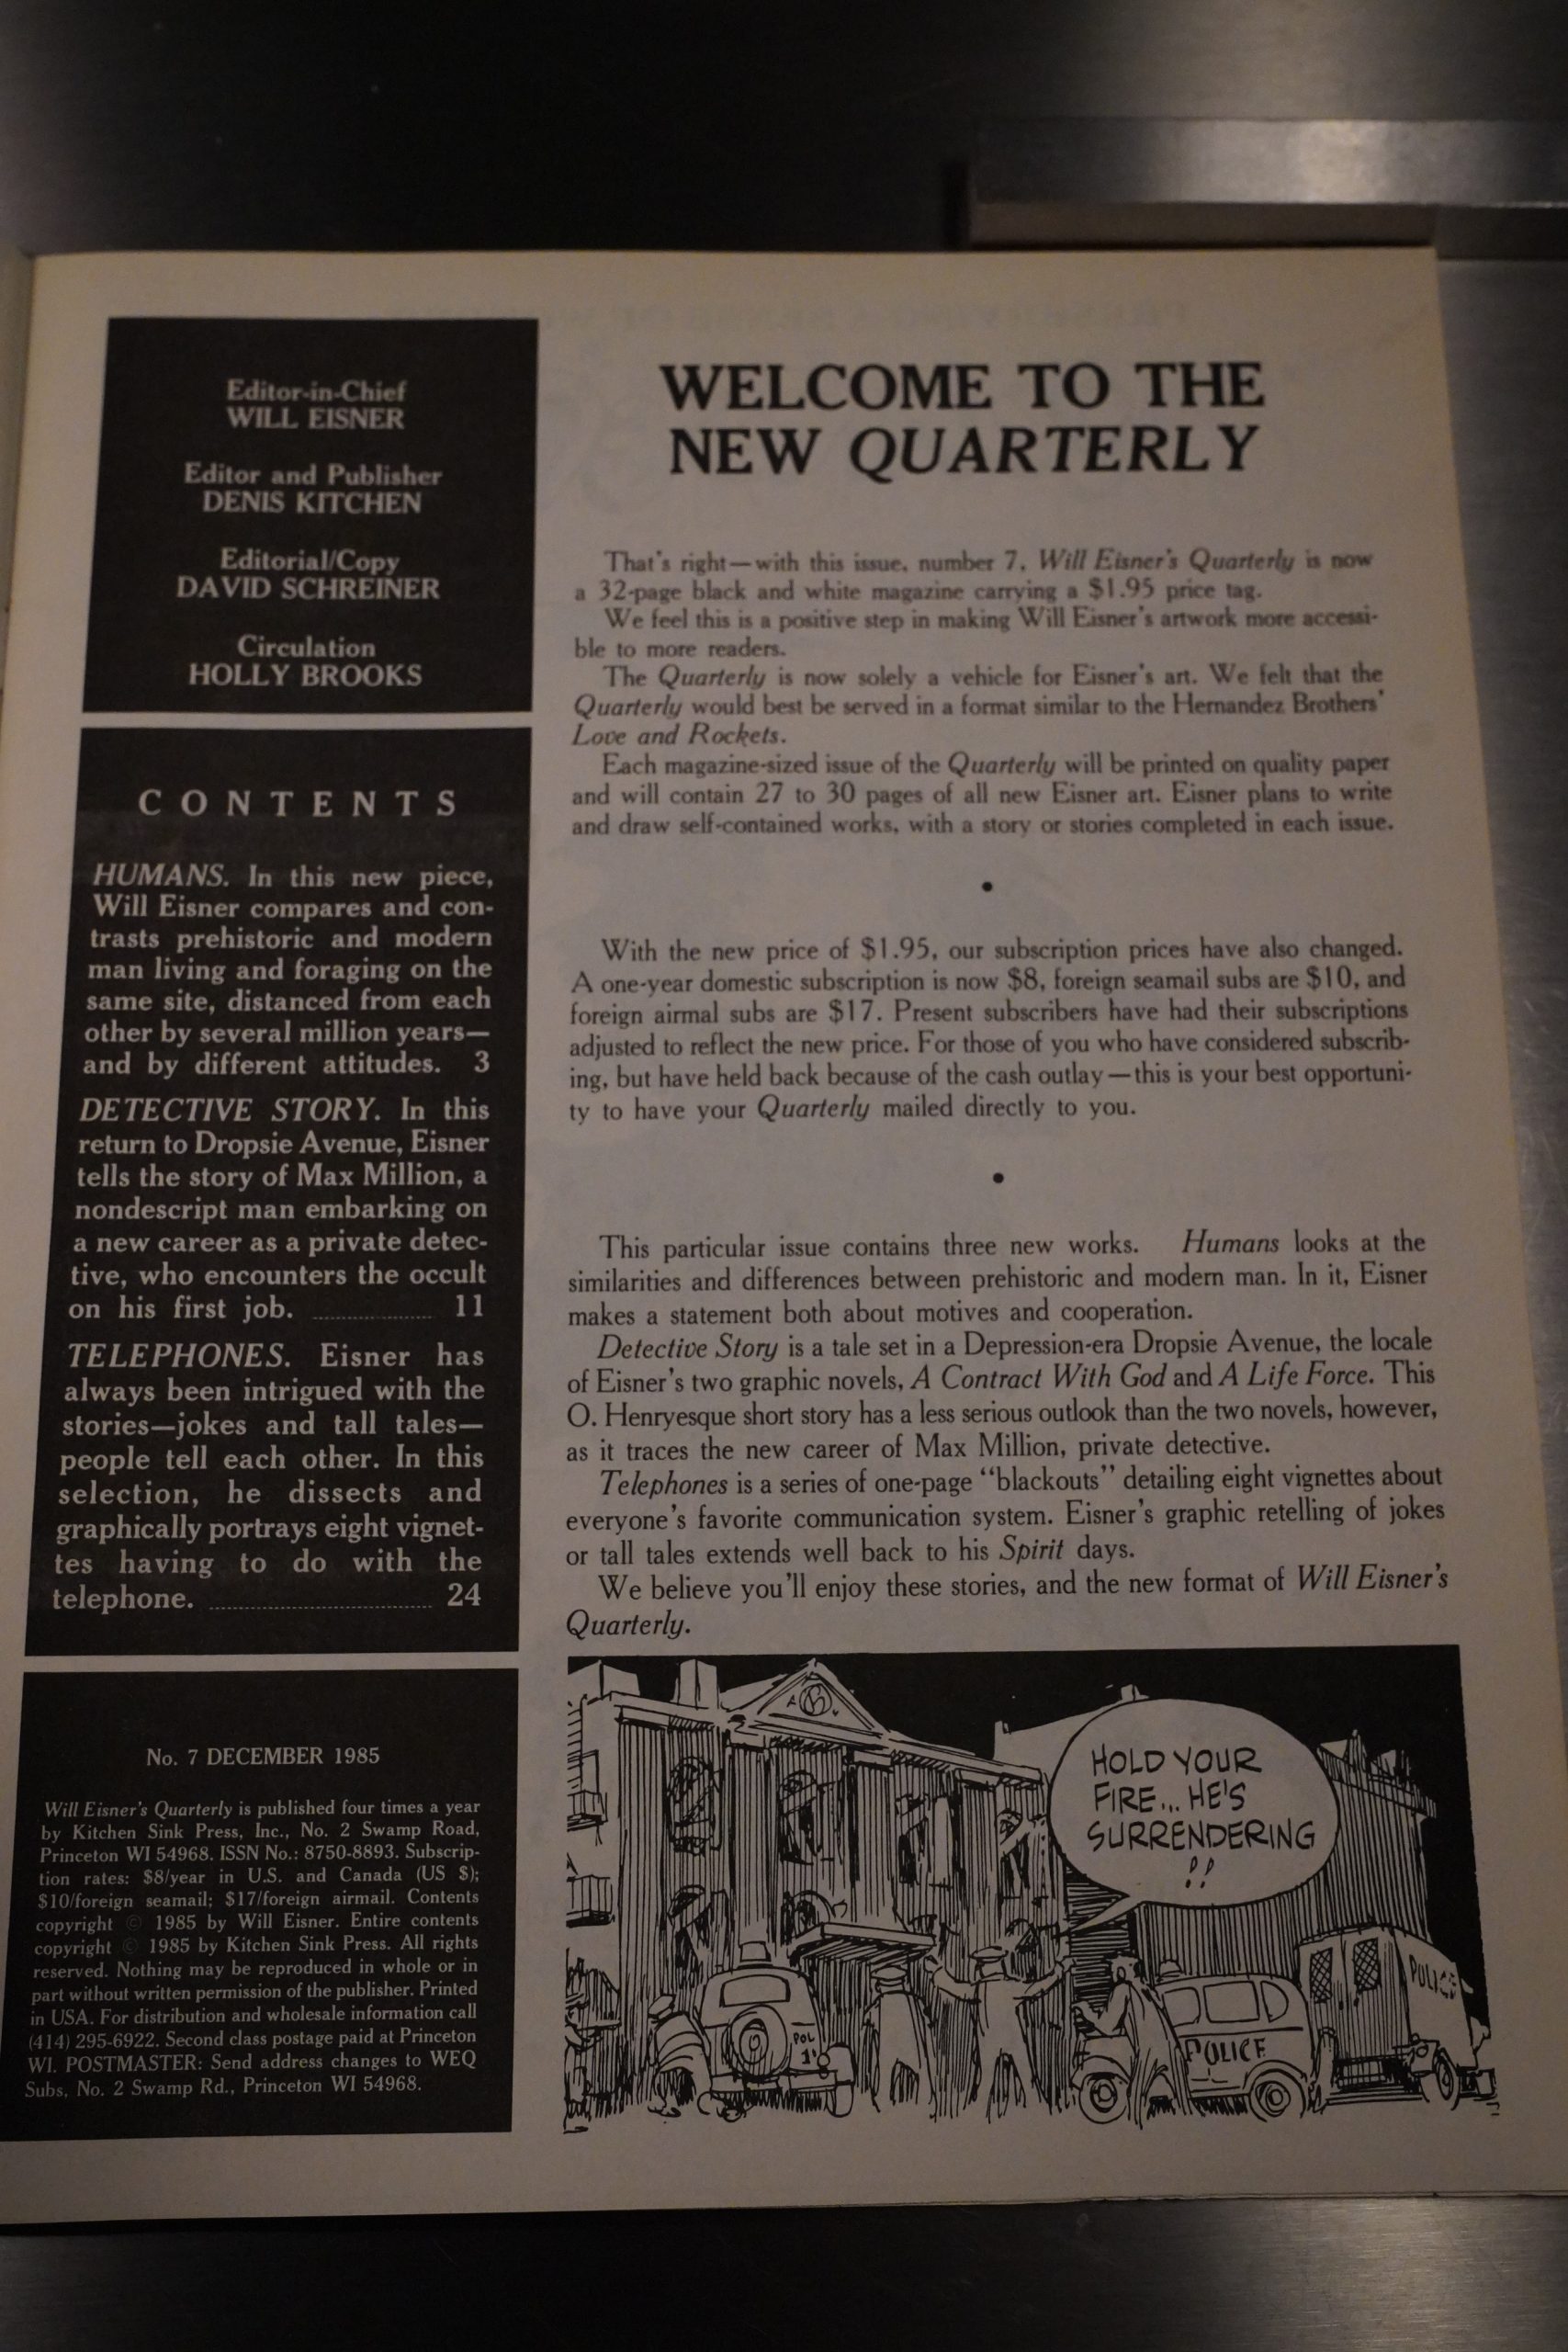 Editor-in-Chief
WILL EISNER
Editor and Publisher
DENIS KITCHEN
Editorial/Copy
DAVID SCHREINER
Circulation
HOLLY BROOKS
CONTENTS
HUMANS. In this new piece,
Will Eisner compares and con-
trasts prehistoric and modern
man living and foraging on the
same site, distanced from each
other by several million years—
and by different attitudes. 3
DETECTIVE STORY. In this
return to Dropsie Avenue, Eisner
tells the story of Max Million, a
nondescript man embarking on
a new career as a private detec-
tive, who encounters the occult
on his first job. .................... 11
TELEPHONES. Eisner has
always been intrigued with the
stories—jokes and tall tales—
people tell each other. In this
selection, he dissects and
graphically portrays eight vignet-
tes having to do with the
telephone. ..................................... 24
No. 7 DECEMBER 1985
Will Eisner's Quarterly is published four times a year
by Kitchen Sink Press, Inc., No. 2 Swamp Road,
Princeton WI 54968. ISSN No.: 8750-8893. Subscrip-
tion rates: $8/year in U.S. and Canada (US $);
$10/foreign seamail; $17/foreign airmail. Contents
copyright © 1985 by Will Eisner. Entire contents
copyright © 1985 by Kitchen Sink Press. All rights
reserved. Nothing may be reproduced in whole or in
part without written permission of the publisher. Printed
in USA. For distribution and wholesale information call
(414) 295-6922. Second class postage paid at Princeton
WI. POSTMASTER: Send address changes to WEQ
Subs, No. 2 Swamp Rd., Princeton WI 54968.
WELCOME TO THE
NEW QUARTERLY
That's right—with this issue, number 7, Will Eisner's Quarterly is now
a 32-page black and white magazine carrying a $1.95 price tag.
We feel this is a positive step in making Will Eisner's artwork more accessi-
ble to more readers.
The Quarterly is now solely a vehicle for Eisner's art. We felt that the
Quarterly would best be served in a format similar to the Hernandez Brothers'
Love and Rockets.
Each magazine-sized issue of the Quarterly will be printed on quality paper
and will contain 27 to 30 pages of all new Eisner art. Eisner plans to write
and draw self-contained works, with a story or stories completed in each issue.
•
With the new price of $1.95, our subscription prices have also changed.
A one-year domestic subscription is now $8, foreign seamail subs are $10, and
foreign airmal subs are $17. Present subscribers have had their subscriptions
adjusted to reflect the new price. For those of you who have considered subscrib-
ing, but have held back because of the cash outlay—this is your best opportuni-
ty to have your Quarterly mailed directly to you.
•
This particular issue contains three new works. Humans looks at the
similarities and differences between prehistoric and modern man. In it, Eisner
makes a statement both about motives and cooperation.
Detective Story is a tale set in a Depression-era Dropsie Avenue, the locale
of Eisner's two graphic novels, A Contract With God and A Life Force. This
O. Henryesque short story has a less serious outlook than the two novels, however,
as it traces the new career of Max Million, private detective.
Telephones is a series of one-page "blackouts" detailing eight vignettes about
everyone's favorite communication system. Eisner's graphic retelling of jokes
or tall tales extends well back to his Spirit days.
We believe you'll enjoy these stories, and the new format of Will Eisner's
Quarterly.
HOLD YOUR
FIRE... HE'S
SURRENDERING
!!
POL
POLICE
POLICE